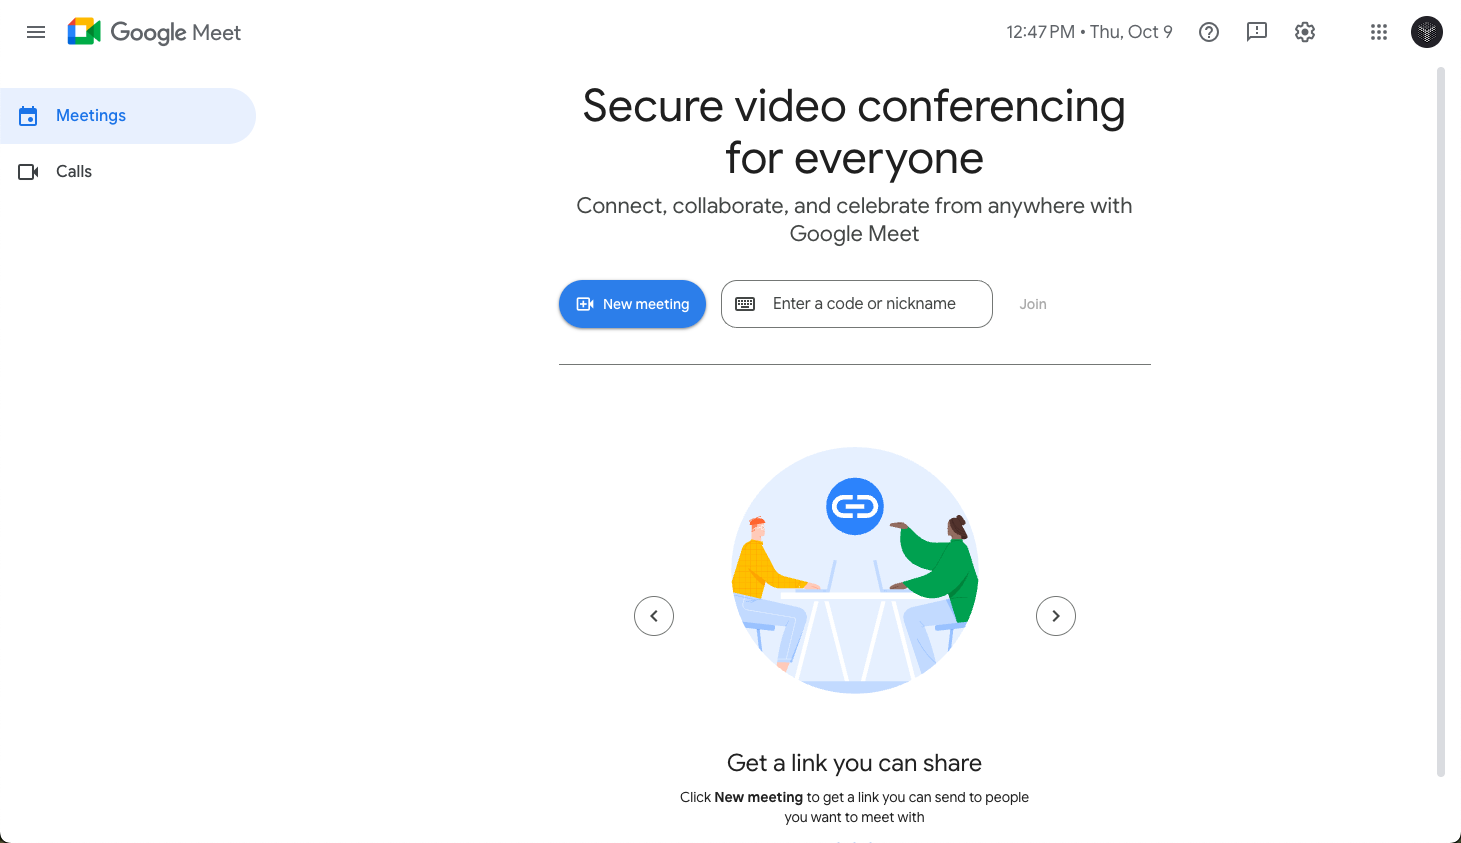 Google Meet
12:47 PM • Thu, Oct 9
Meetings
Calls
Secure video conferencing
for everyone
Connect, collaborate, and celebrate from anywhere with
Google Meet
New meeting
Enter a code or nickname
Join
Get a link you can share
Click New meeting to get a link you can send to people
you want to meet with